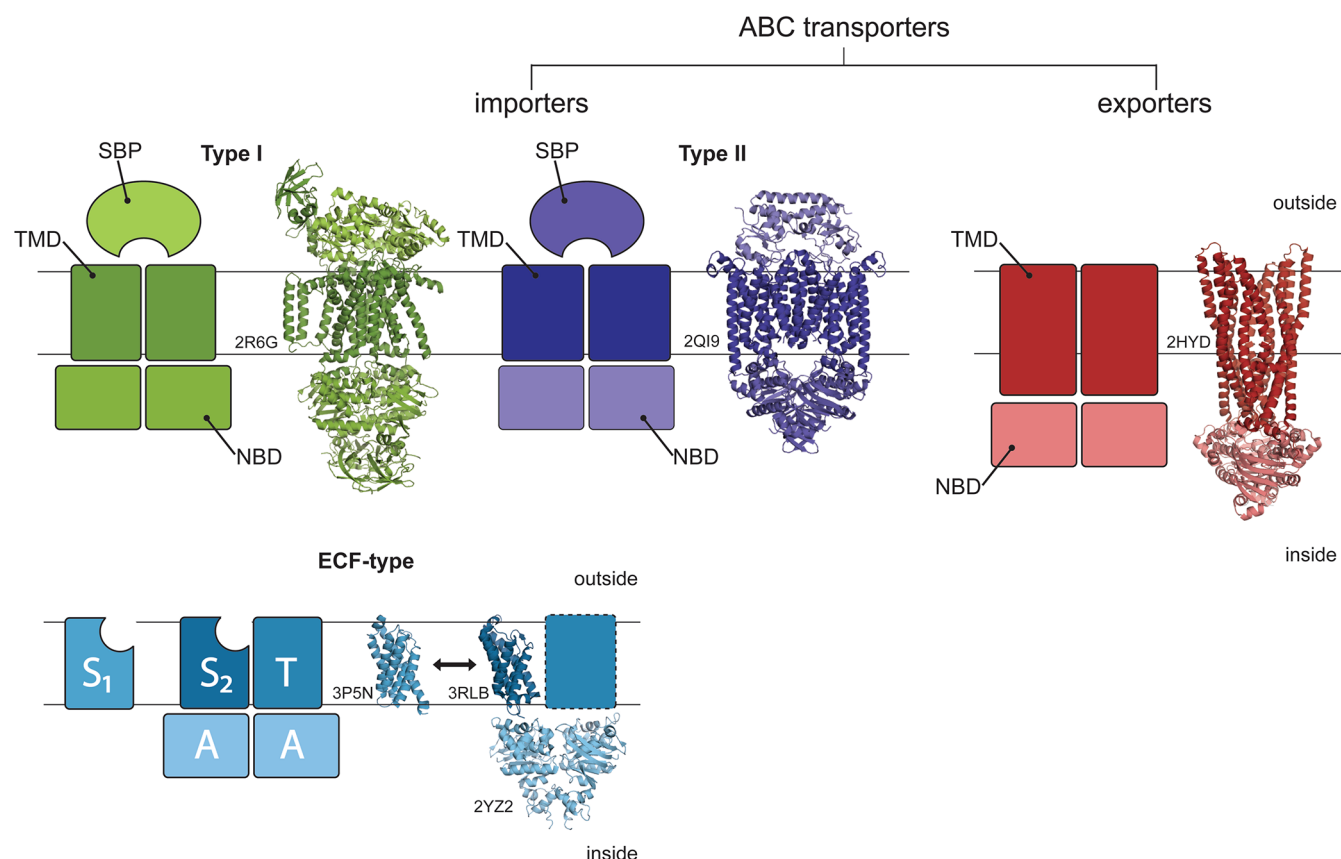 ABC transporters
importers
exporters
SBP
Type I
SBP
Type II
outside
TMD
TMD
TMD
2R6G
2QI9
2HYD
NBD
NBD
NBD
inside
ECF-type
outside
S1
S2
T
3P5N
3RLB
A
A
2YZ2
inside